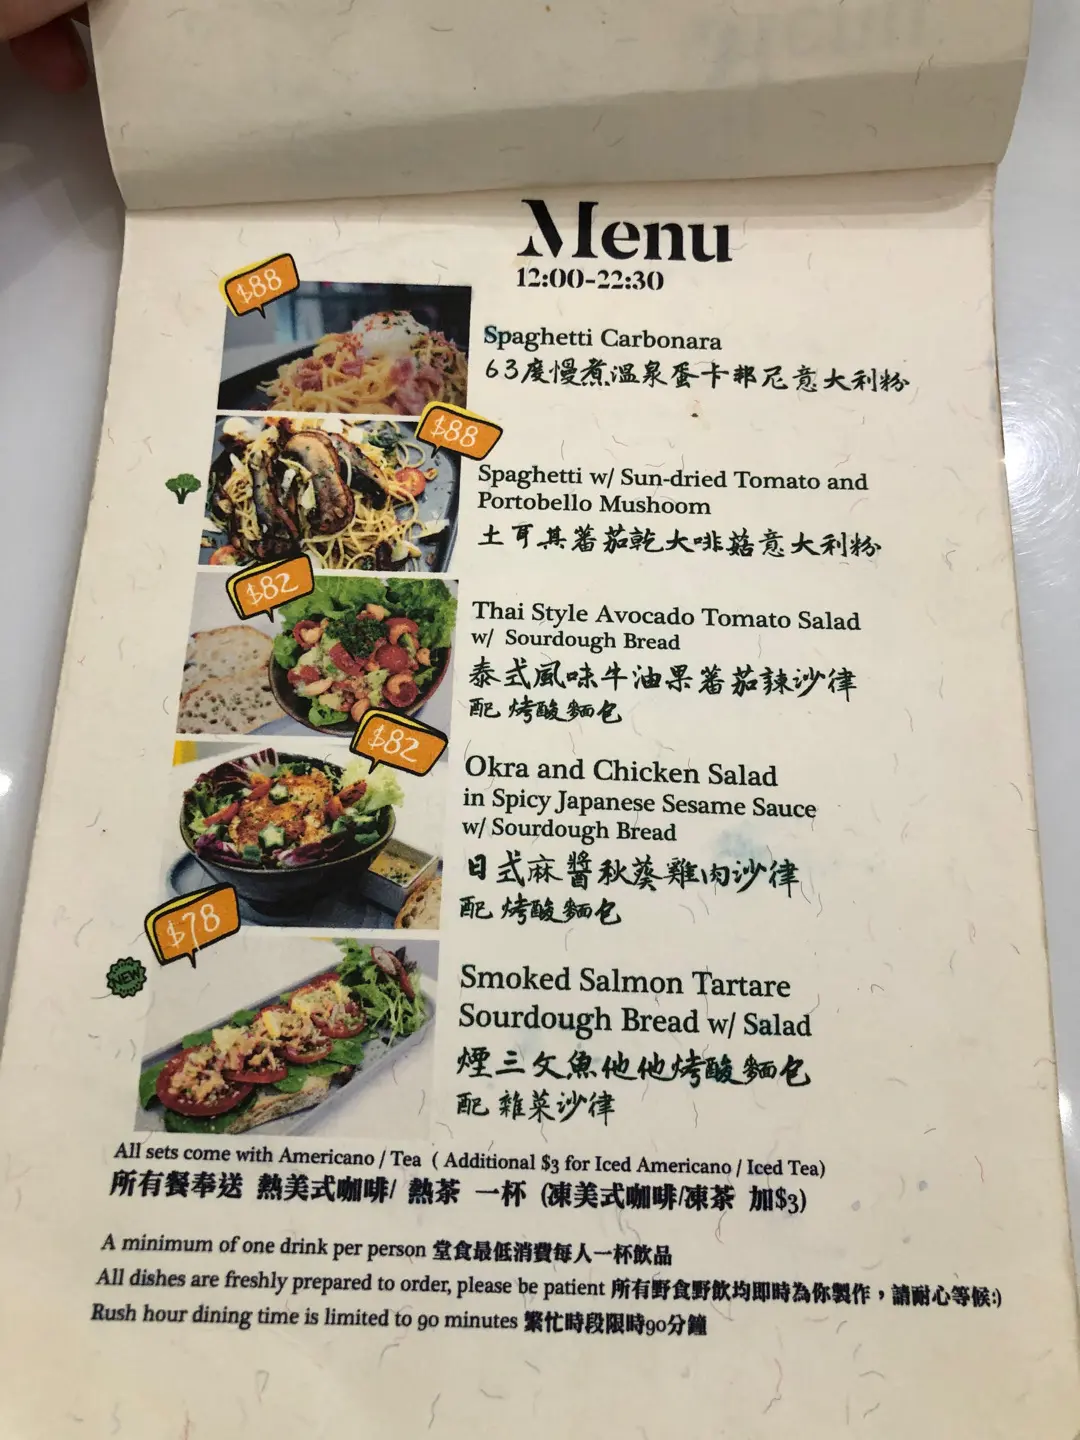 Menu
12:00-22:30
$88
Spaghetti Carbonara
63度慢煮溫泉蛋卡邦尼意大利粉
$88
Spaghetti w/ Sun-dried Tomato and
Portobello Mushoom
土耳其蕃茄乾大啡菇意大利粉
$82
Thai Style Avocado Tomato Salad
w/ Sourdough Bread
泰式風味牛油果蕃茄辣沙律
配 烤酸麵包
$82
Okra and Chicken Salad
in Spicy Japanese Sesame Sauce
w/ Sourdough Bread
日式麻醬秋葵雞肉沙律
配 烤酸麵包
$78
NEW
Smoked Salmon Tartare
Sourdough Bread w/ Salad
煙三文魚他他烤酸麵包
配 雜菜沙律
All sets come with Americano / Tea ( Additional $3 for Iced Americano / Iced Tea)
所有餐奉送 熱美式咖啡/ 熱茶 一杯 (凍美式咖啡/凍茶 加$3)
A minimum of one drink per person 堂食最低消費每人一杯飲品
All dishes are freshly prepared to order, please be patient 所有野食野飲均即時為你製作，請耐心等候:)
Rush hour dining time is limited to 90 minutes 繁忙時段限時90分鐘